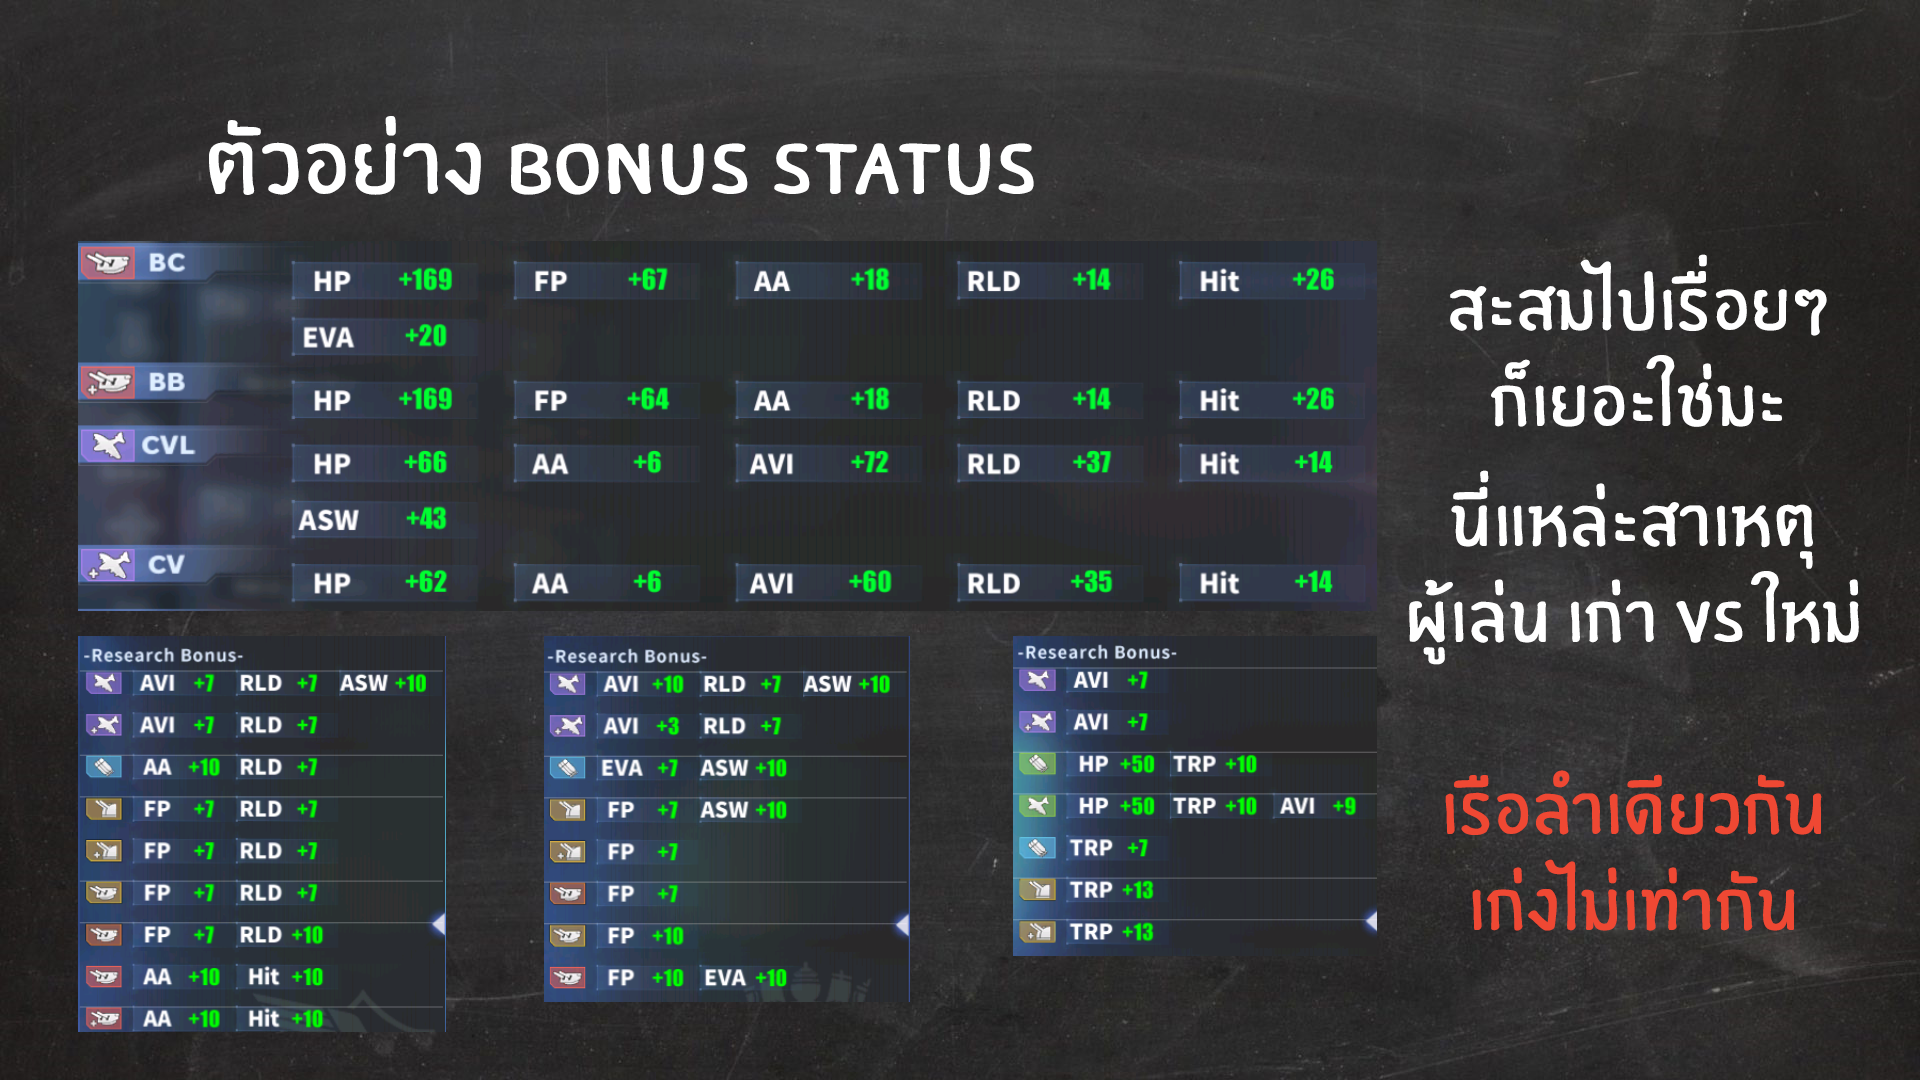 ตัวอย่าง BONUS STATUS
BC
HP +169 FP +67 AA +18 RLD +14 Hit +26
EVA +20
BB
HP +169 FP +64 AA +18 RLD +14 Hit +26
CVL
HP +66 AA +6 AVI +72 RLD +37 Hit +14
ASW +43
CV
HP +62 AA +6 AVI +60 RLD +35 Hit +14
สะสมไปเรื่อยๆ
ก็เยอะใช่มะ
นี่แหล่ะสาเหตุ
ผู้เล่น เก่า vs ใหม่
เรือลำเดียวกัน
เก่งไม่เท่ากัน
-Research Bonus-
AVI +7 RLD +7 ASW +10
AVI +7 RLD +7
AA +10 RLD +7
FP +7 RLD +7
FP +7 RLD +7
FP +7 RLD +7
FP +7 RLD +10
AA +10 Hit +10
AA +10 Hit +10
-Research Bonus-
AVI +10 RLD +7 ASW +10
AVI +3 RLD +7
EVA +7 ASW +10
FP +7 ASW +10
FP +7
FP +7
FP +10
FP +10 EVA +10
-Research Bonus-
AVI +7
AVI +7
HP +50 TRP +10
HP +50 TRP +10 AVI +9
TRP +7
TRP +13
TRP +13